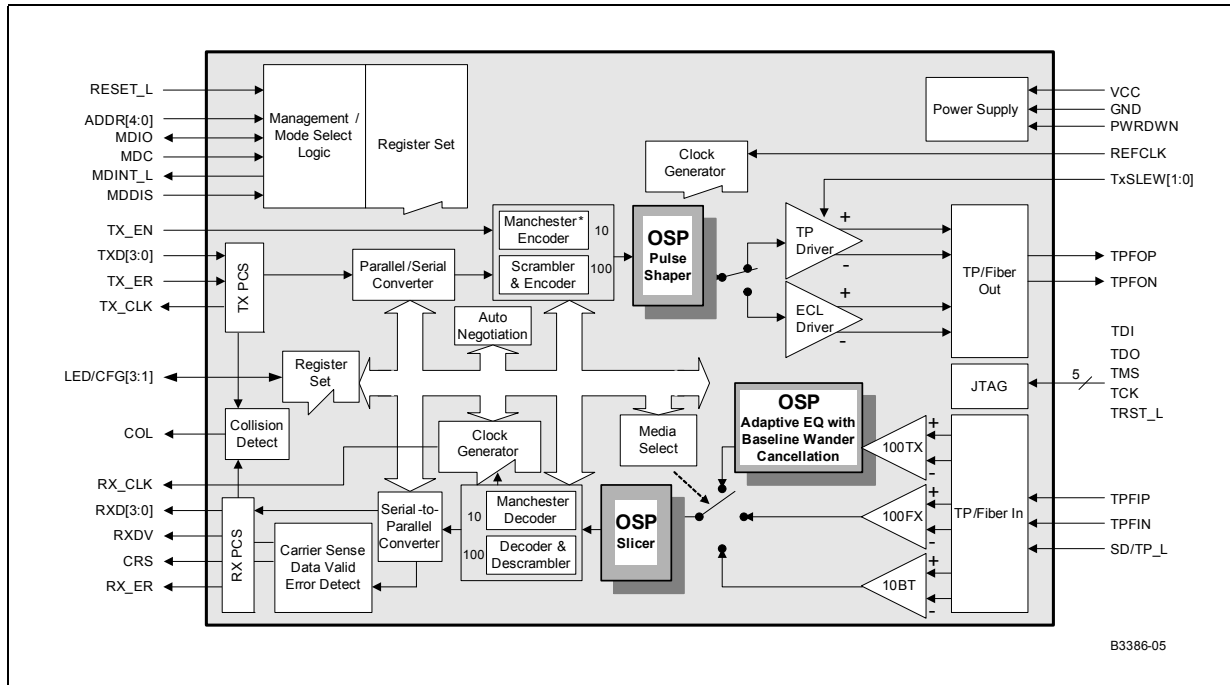 RESET_L
ADDR[4:0]
MDIO
MDC
MDINT_L
MDDIS
Management /
Mode Select
Logic
Register Set
Power Supply
VCC
GND
PWRDWN
Clock
Generator
REFCLK
TxSLEW[1:0]
TX_EN
TXD[3:0]
TX_ER
TX_CLK
TX PCS
Parallel/Serial
Converter
Manchester*
Encoder
10
Scrambler
& Encoder
100
OSP
Pulse
Shaper
TP
Driver
+
-
ECL
Driver
+
-
TP/Fiber
Out
TPFOP
TPFON
Auto
Negotiation
LED/CFG[3:1]
Register
Set
JTAG
5
TDI
TDO
TMS
TCK
TRST_L
COL
Collision
Detect
Clock
Generator
Media
Select
OSP
Adaptive EQ with
Baseline Wander
Cancellation
100TX
+
-
100FX
+
-
10BT
+
-
TP/Fiber In
TPFIP
TPFIN
SD/TP_L
RX_CLK
RXD[3:0]
RXDV
CRS
RX_ER
RX PCS
Carrier Sense
Data Valid
Error Detect
Serial-to-
Parallel
Converter
10
Manchester
Decoder
100
Decoder &
Descrambler
OSP
Slicer
B3386-05